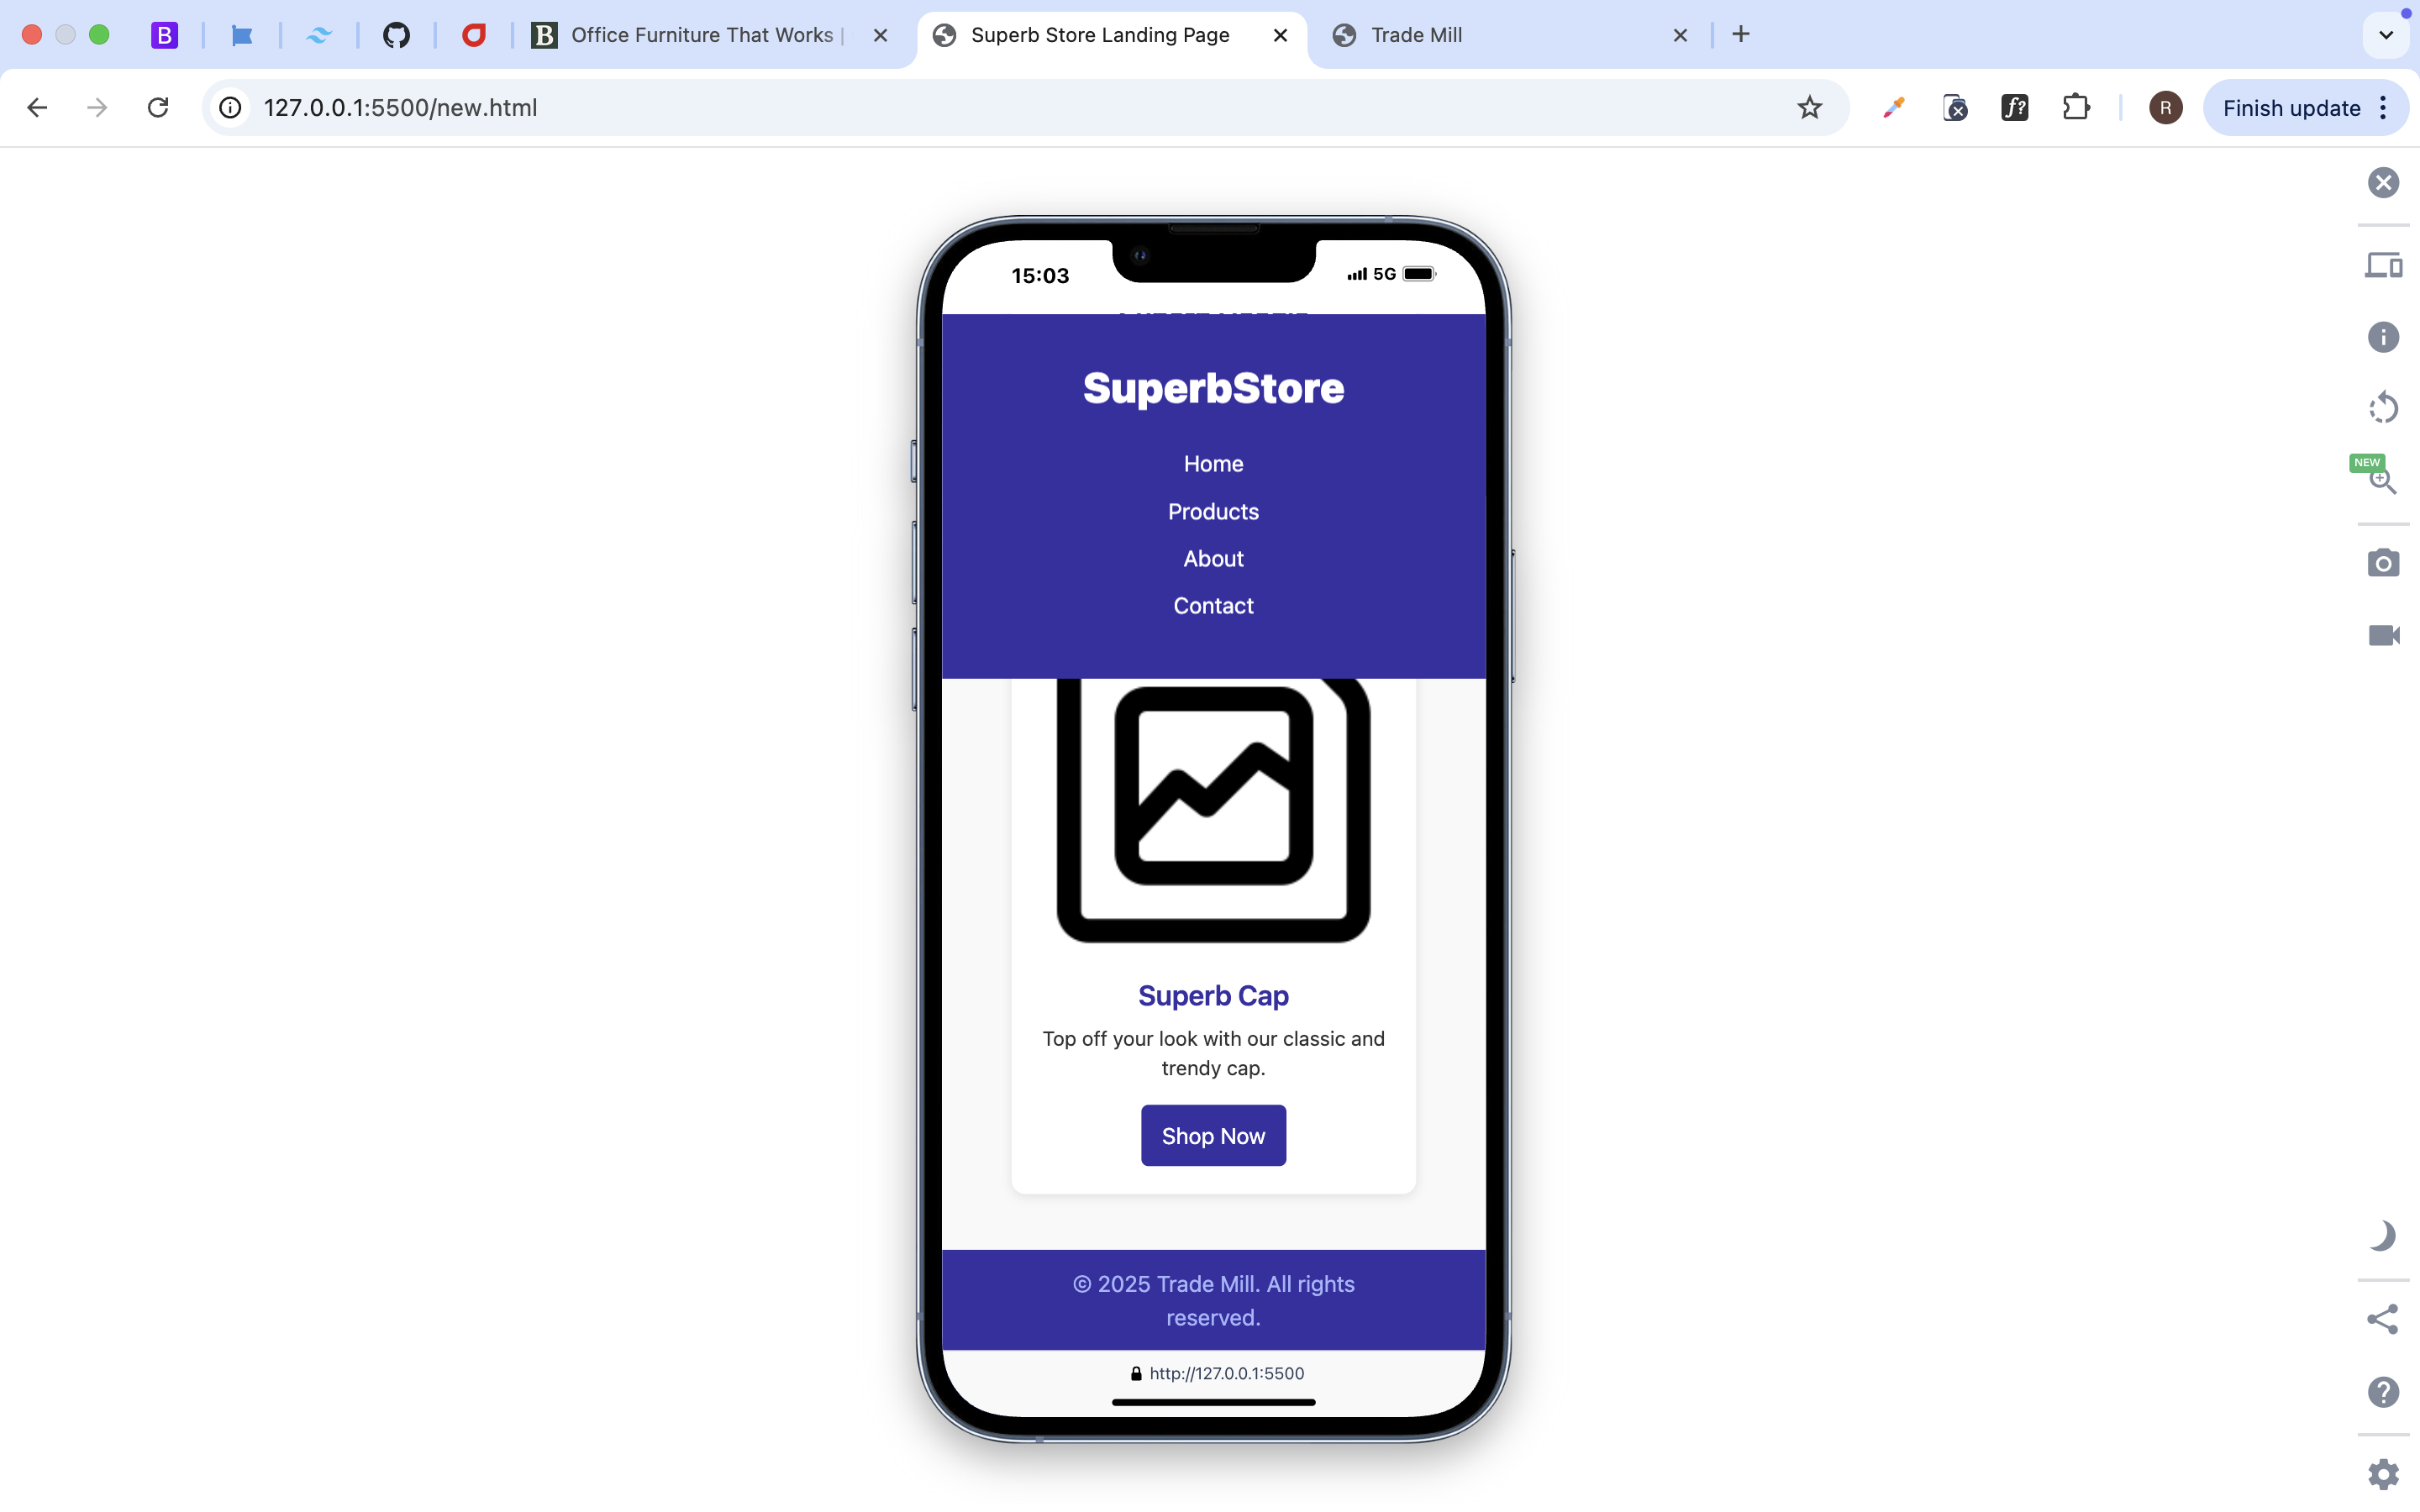 B
B
Office Furniture That Works |
Superb Store Landing Page
Trade Mill
127.0.0.1:5500/new.html
f?
R
Finish update
15:03
5G
SuperbStore
Home
Products
About
Contact
Superb Cap
Top off your look with our classic and
trendy cap.
Shop Now
© 2025 Trade Mill. All rights
reserved.
http://127.0.0.1:5500
NEW